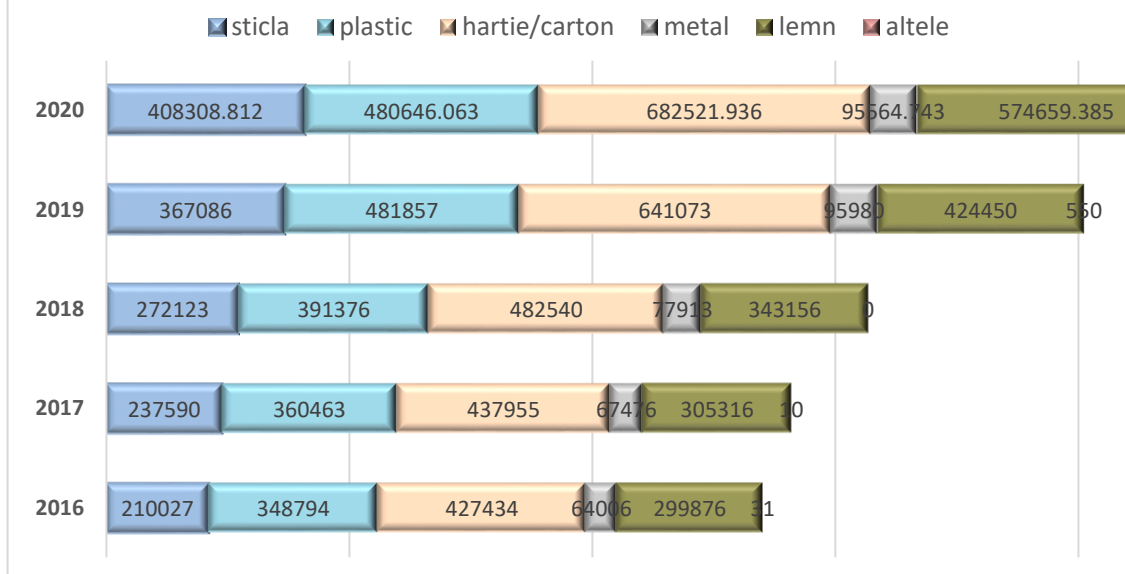 sticla plastic hartie/carton metal lemn altele
2020 408308.812 480646.063 682521.936 95564.743 574659.385
2019 367086 481857 641073 95980 424450 550
2018 272123 391376 482540 77913 343156 0
2017 237590 360463 437955 67476 305316 10
2016 210027 348794 427434 64006 299876 31